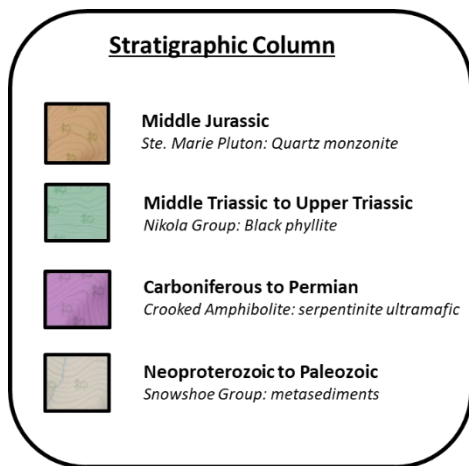 Stratigraphic Column
Middle Jurassic
Ste. Marie Pluton: Quartz monzonite
Middle Triassic to Upper Triassic
Nikola Group: Black phyllite
Carboniferous to Permian
Crooked Amphibolite: serpentinite ultramafic
Neoproterozoic to Paleozoic
Snowshoe Group: metasediments